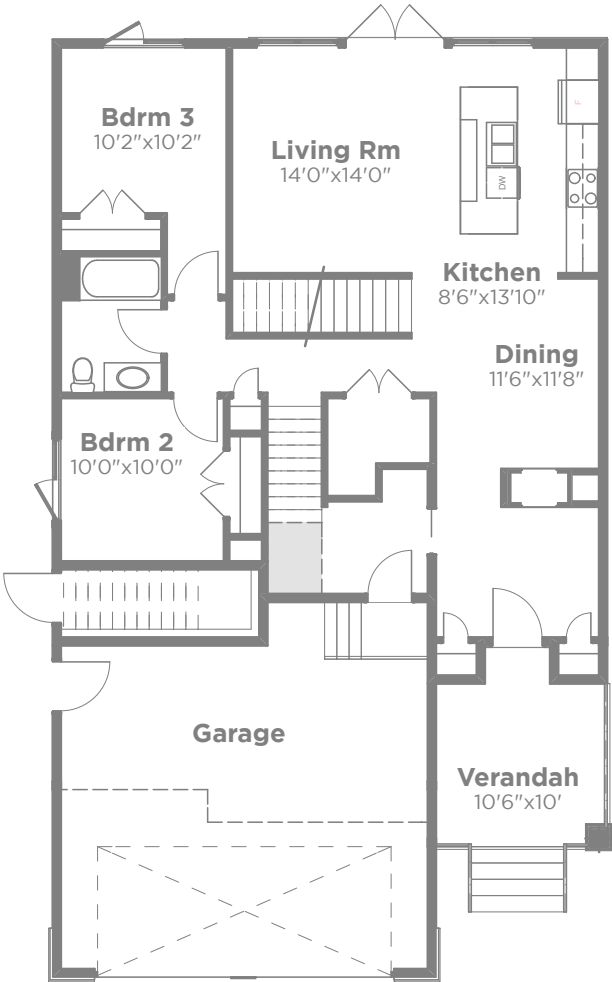 Bdrm 3
10'2"x10'2"
Living Rm
14'0"x14'0"
F
DW
Kitchen
8'6"x13'10"
Dining
11'6"x11'8"
Bdrm 2
10'0"x10'0"
Garage
Verandah
10'6"x10'